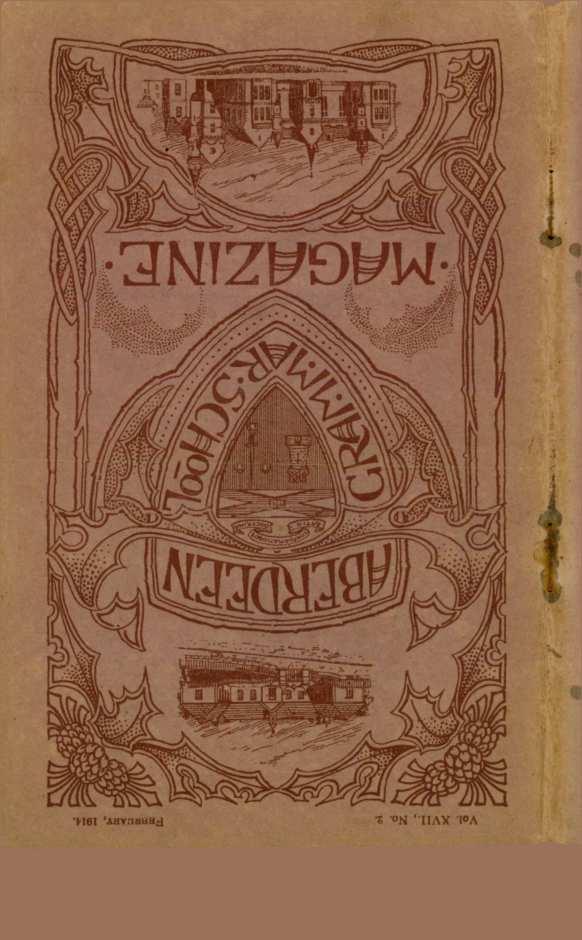 Vol. XVII., No. 2.
February, 1914.
ABERDEEN
GRAMMAR·SCHOOL
·MAGAZINE·